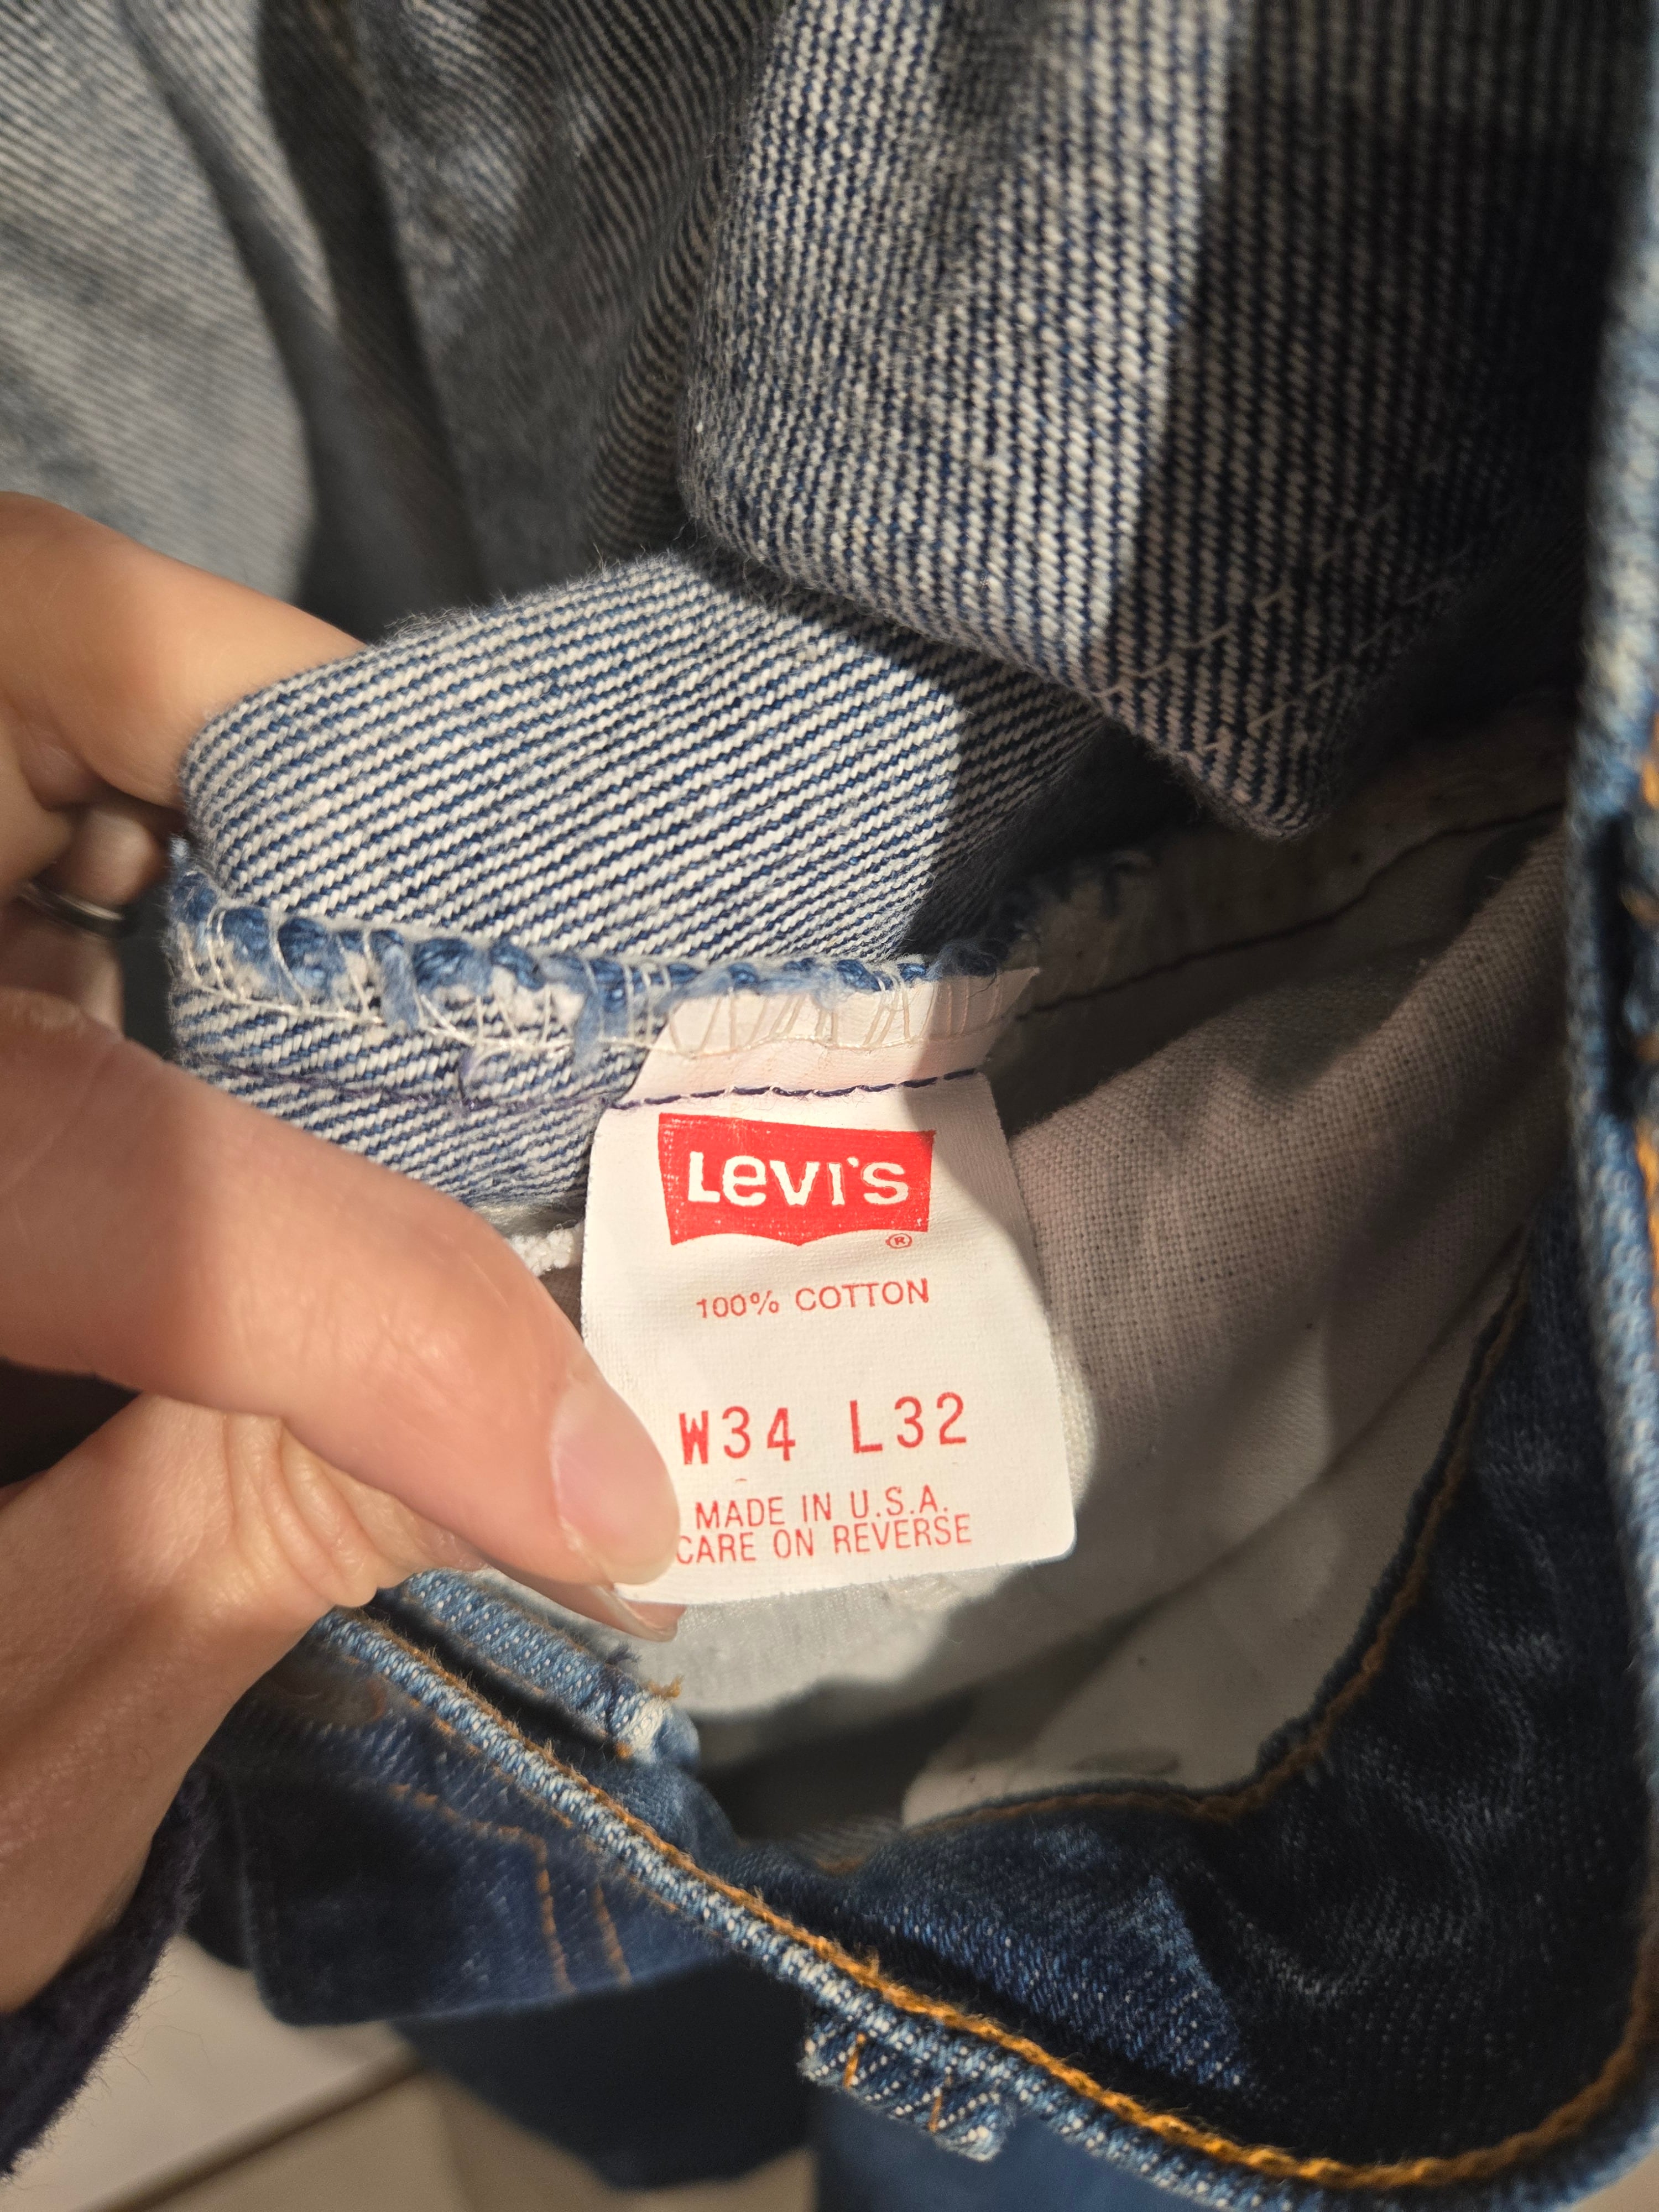 LEVI'S
®
100% COTTON
W34 L32
MADE IN U.S.A.
CARE ON REVERSE